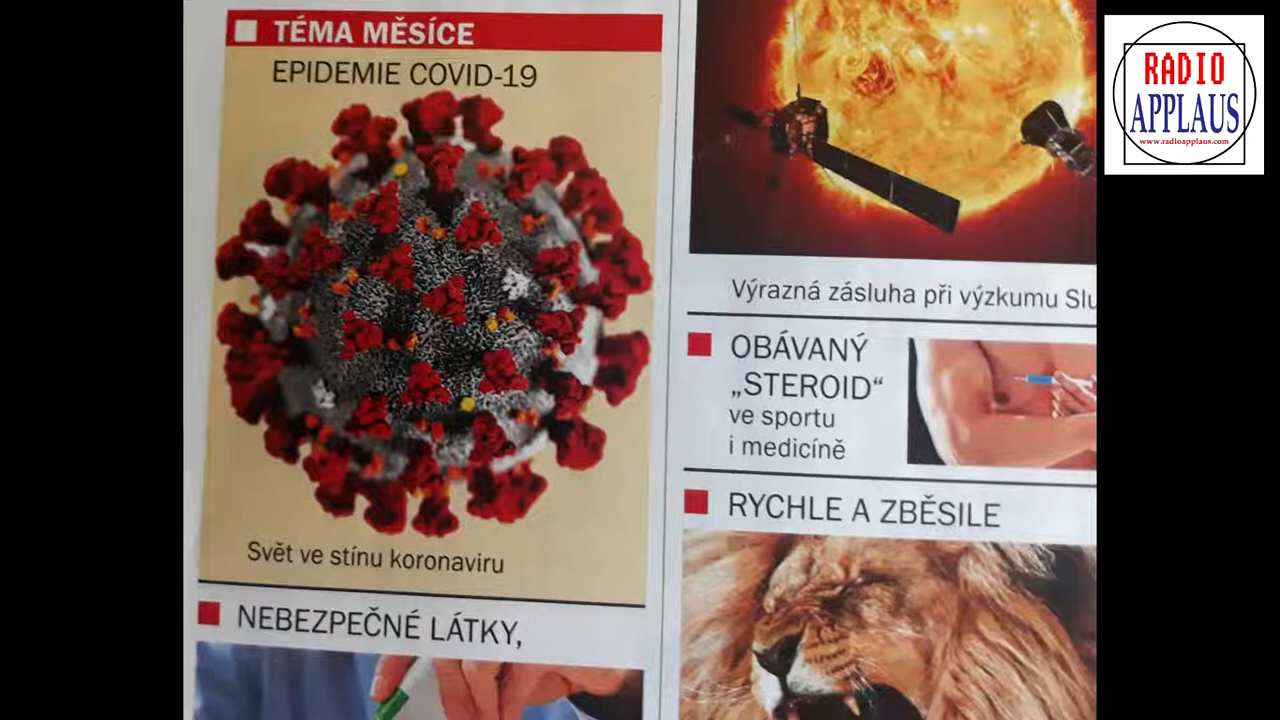 TÉMA MĚSÍCE
EPIDEMIE COVID-19
Svět ve stínu koronaviru
NEBEZPEČNÉ LÁTKY,
Výrazná zásluha při výzkumu Slu
OBÁVANÝ
„STEROID“
ve sportu
i medicíně
RYCHLE A ZBĚSILE
RADIO
APPLAUS
www.radioapplaus.com